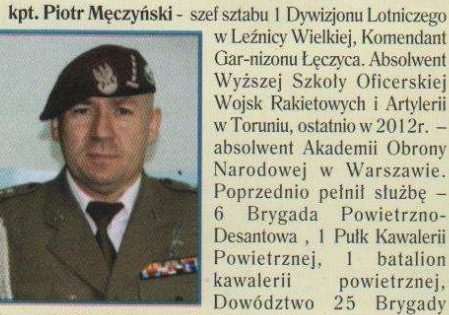 kpt. Piotr Męczyński - szef sztabu 1 Dywizjonu Lotniczego
w Leźnicy Wielkiej, Komendant
Gar-nizonu Łęczyca. Absolwent
Wyższej Szkoły Oficerskiej
Wojsk Rakietowych i Artylerii
w Toruniu, ostatnio w 2012r. –
absolwent Akademii Obrony
Narodowej w Warszawie.
Poprzednio pełnił służbę –
6 Brygada Powietrzno-
Desantowa , 1 Pułk Kawalerii
Powietrznej, 1 batalion
kawalerii powietrznej,
Dowództwo 25 Brygady